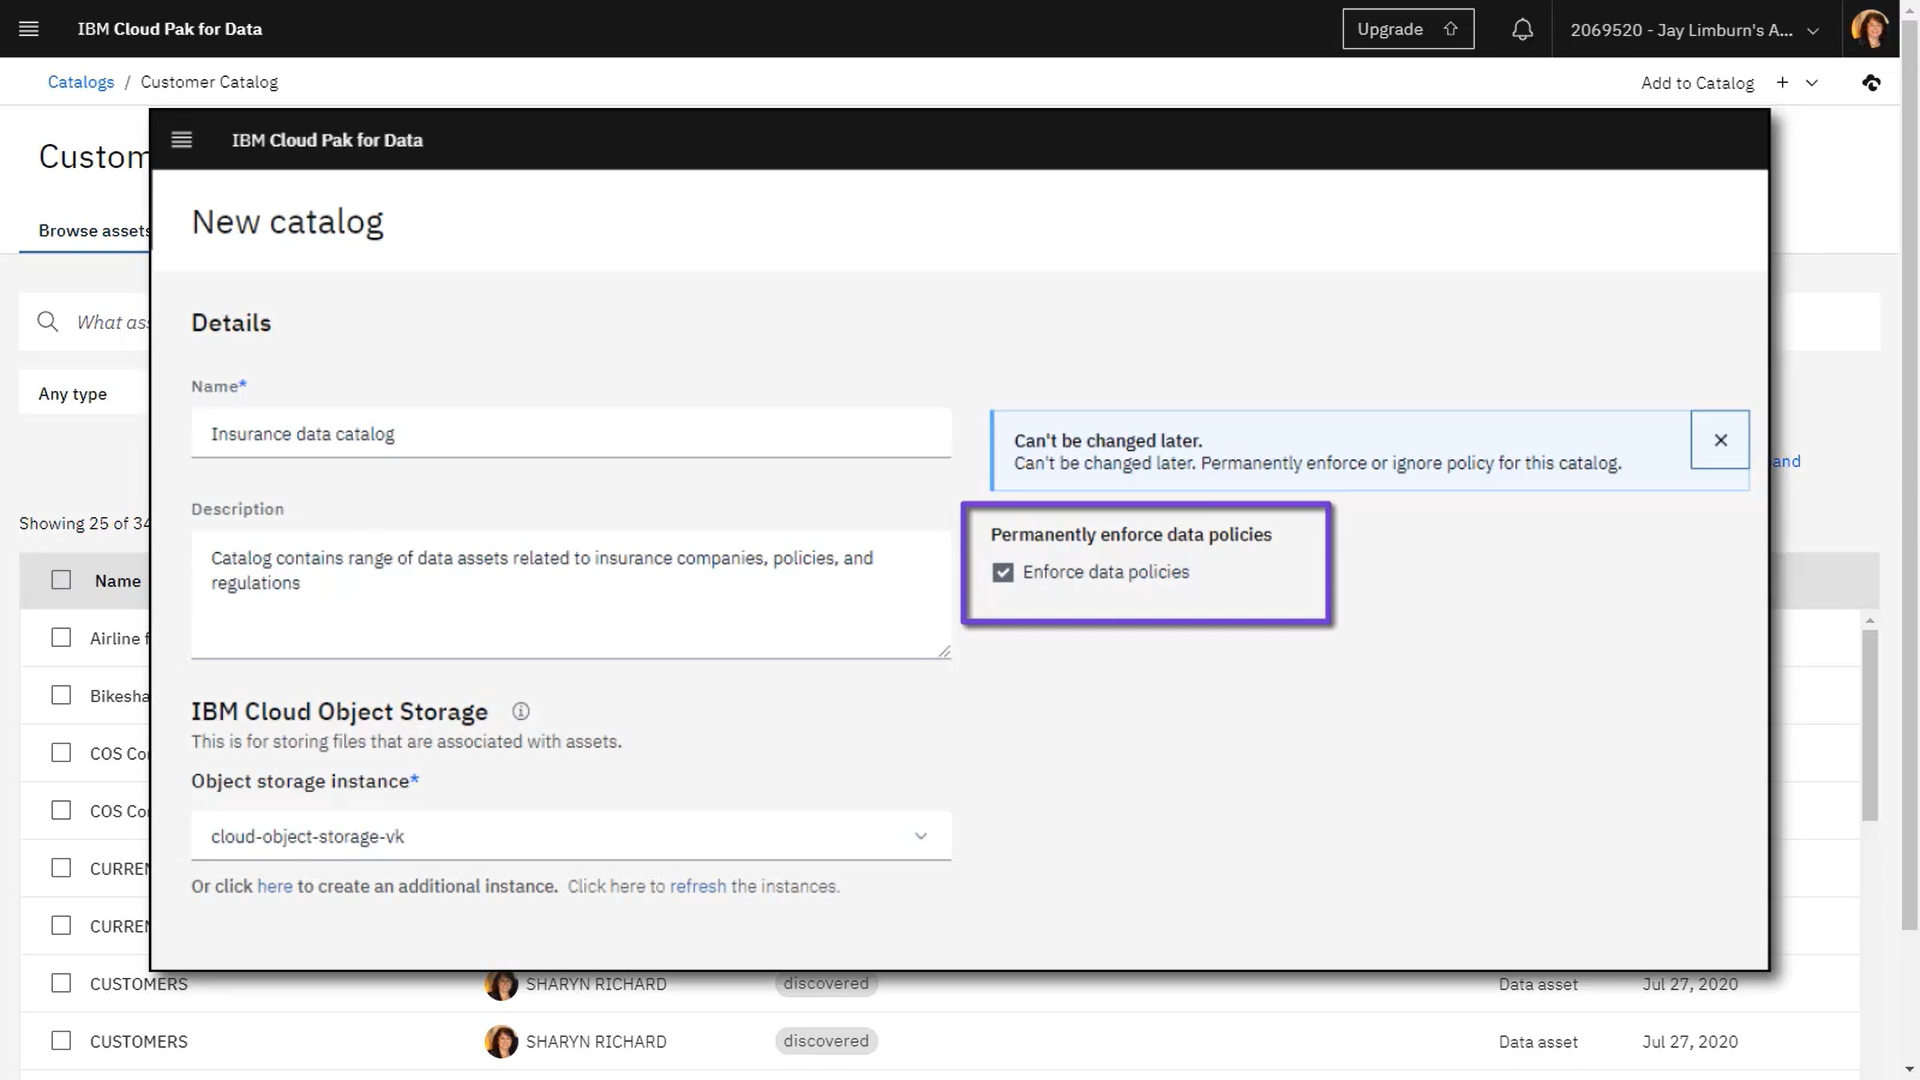 IBM Cloud Pak for Data
Upgrade
2069520 - Jay Limburn's A...
Catalogs / Customer Catalog
Add to Catalog
IBM Cloud Pak for Data
Custom
New catalog
Browse assets
Details
What as
Any type
Name*
Insurance data catalog
Can't be changed later.
Can't be changed later. Permanently enforce or ignore policy for this catalog.
and
Description
Catalog contains range of data assets related to insurance companies, policies, and
regulations
Permanently enforce data policies
Enforce data policies
Showing 25 of 34
Name
Airline f
Bikesha
COS Co
COS Co
CURREN
CURREN
IBM Cloud Object Storage
This is for storing files that are associated with assets.
Object storage instance*
cloud-object-storage-vk
Or click here to create an additional instance. Click here to refresh the instances.
CUSTOMERS SHARYN RICHARD discovered Data asset Jul 27, 2020
CUSTOMERS SHARYN RICHARD discovered Data asset Jul 27, 2020